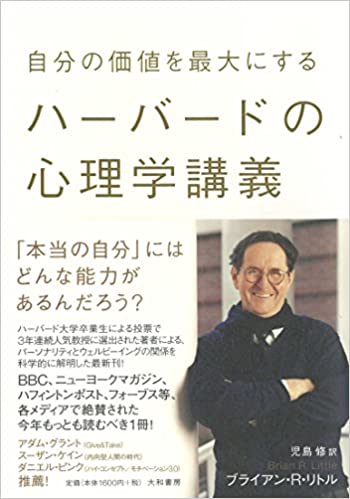 自分の価値を最大にする
ハーバードの
心理学講義
「本当の自分」には
どんな能力が
あるんだろう?
ハーバード大学卒業生による投票で
3年連続人気教授に選出された著者による、
パーソナリティとウェルビーイングの関係を
科学的に解明した最新刊!
BBC、ニューヨークマガジン、
ハフィントンポスト、フォーブス等、
各メディアで絶賛された
今年もっとも読むべき1冊!
アダム・グラント(Give&Take)
スーザン・ケイン(内向型人間の時代)
ダニエル・ピンク(ハイ・コンセプト/モチベーション3.0)
推薦!
定価(本体1600円+税) 大和書房
児島 修 訳
Brian R. Little
ブライアン・R・リトル